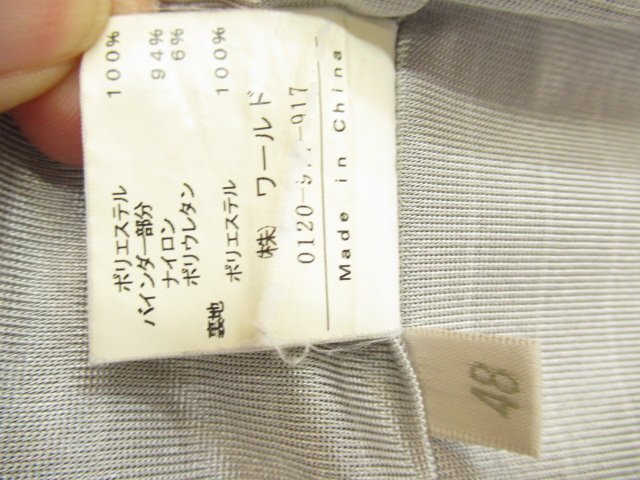 ポリエステル 100%
バインダー部分
ナイロン 94%
ポリウレタン 6%
裏地 ポリエステル 100%
㈱ ワールド
Made in China
48